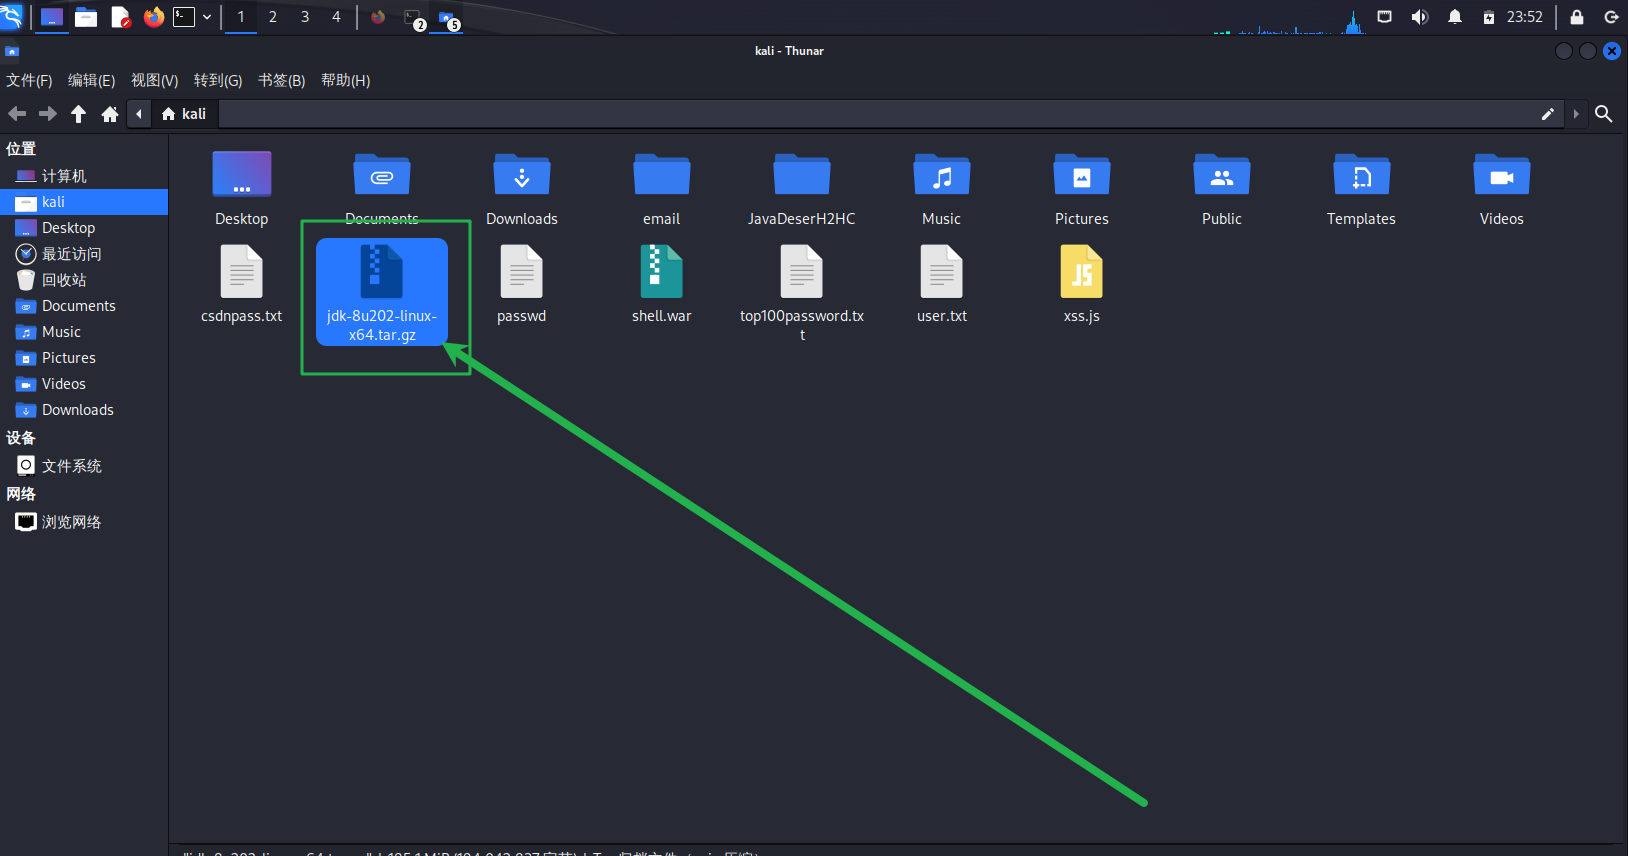 1 2 3 4 2 5 23:52
kali - Thunar
文件(F) 编辑(E) 视图(V) 转到(G) 书签(B) 帮助(H)
kali
位置
计算机
kali
Desktop
最近访问
回收站
Documents
Music
Pictures
Videos
Downloads
设备
文件系统
网络
浏览网络
Desktop Documents Downloads email JavaDeserH2HC Music Pictures Public Templates Videos
csdnpass.txt jdk-8u202-linux- passwd shell.war top100password.tx user.txt xss.js
x64.tar.gz t
JS